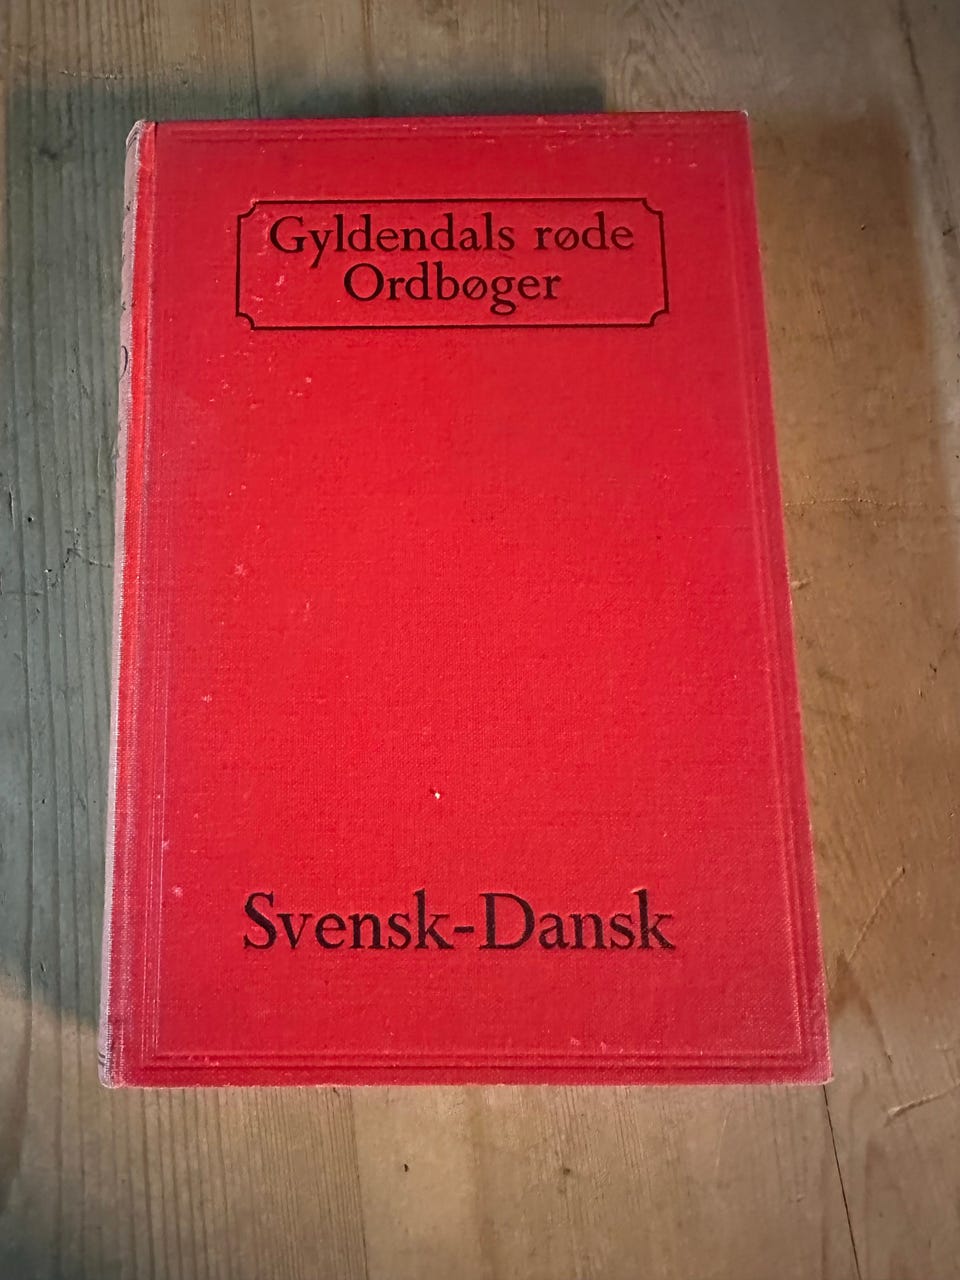 Gyldendals røde
Ordbøger
Svensk-Dansk